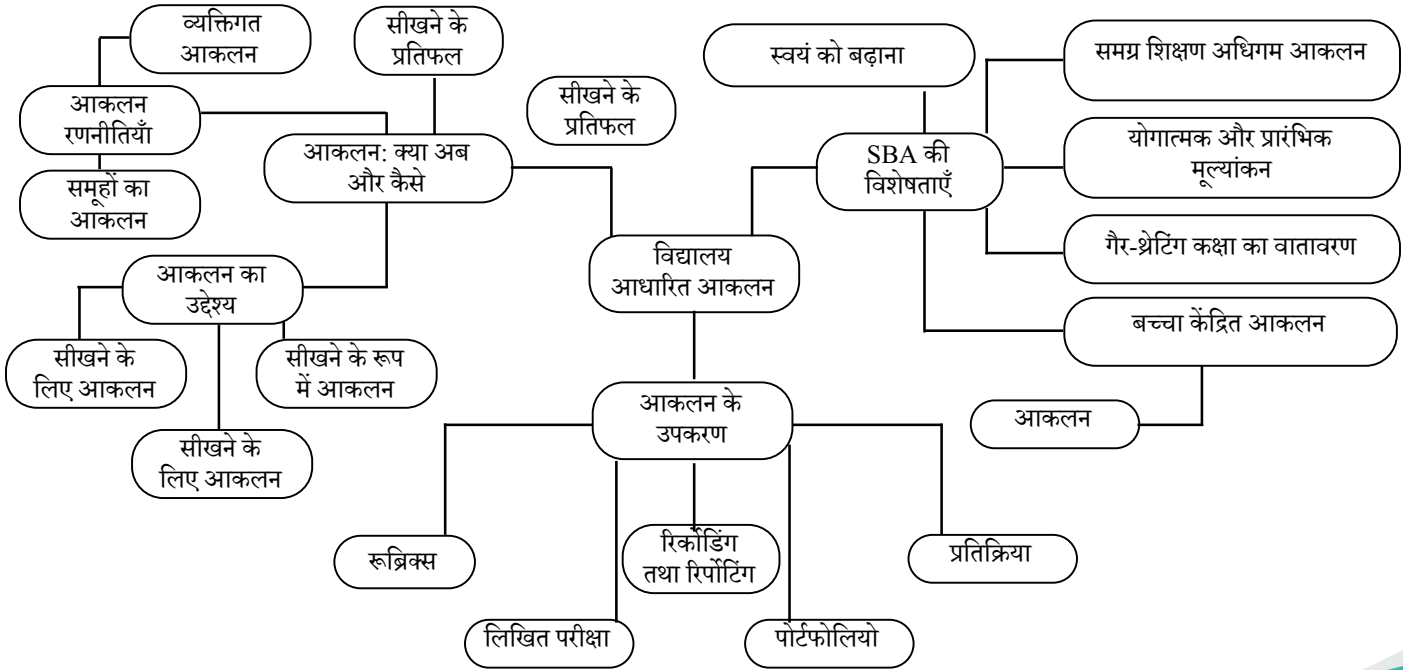 व्यक्तिगत
आकलन
सीखने के
प्रतिफल
आकलन
रणनीतियाँ
समूहों का
आकलन
आकलन: क्या अब
और कैसे
सीखने के
प्रतिफल
आकलन का
उद्देश्य
सीखने के
लिए आकलन
सीखने के रूप
में आकलन
सीखने के
लिए आकलन
विद्यालय
आधारित आकलन
स्वयं को बढ़ाना
SBA की
विशेषताएँ
समग्र शिक्षण अधिगम आकलन
योगात्मक और प्रारंभिक
मूल्यांकन
गैर-थ्रेटिंग कक्षा का वातावरण
बच्चा केंद्रित आकलन
आकलन
आकलन के
उपकरण
रूब्रिक्स
लिखित परीक्षा
रिर्कोडिंग
तथा रिर्पोटिंग
पोर्टफोलियो
प्रतिक्रिया